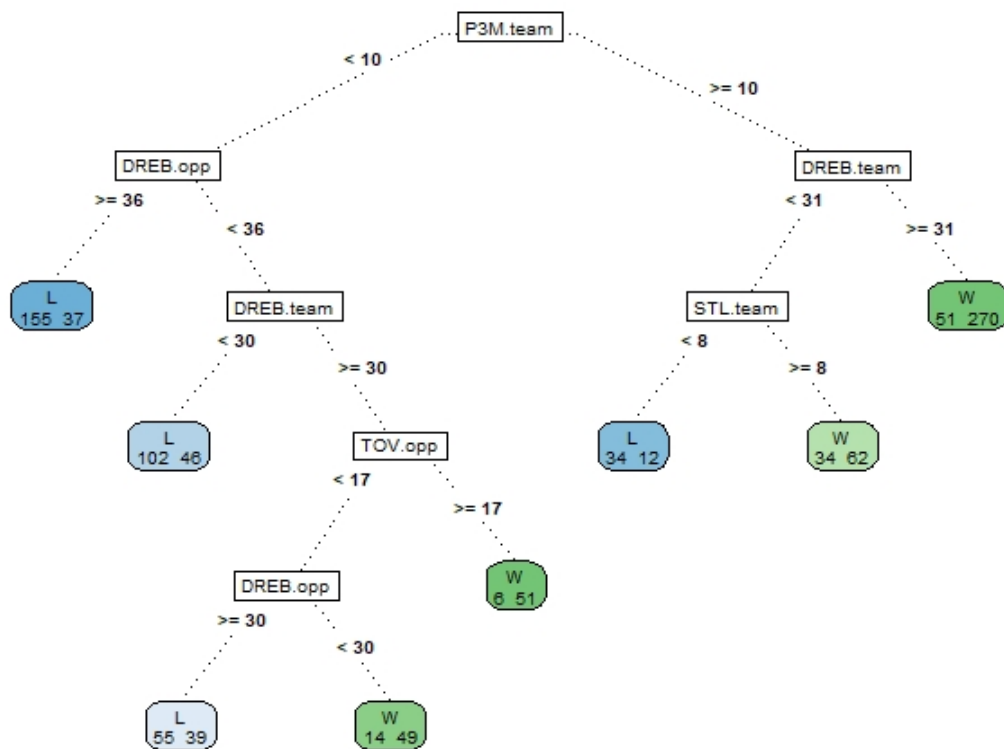 P3M.team
< 10
>= 10
DREB.opp
DREB.team
>= 36
< 36
< 31
>= 31
L
155 37
DREB.team
STL.team
W
51 270
< 30
>= 30
< 8
>= 8
L
102 46
TOV.opp
L
34 12
W
34 62
< 17
>= 17
DREB.opp
W
6 51
>= 30
< 30
L
55 39
W
14 49